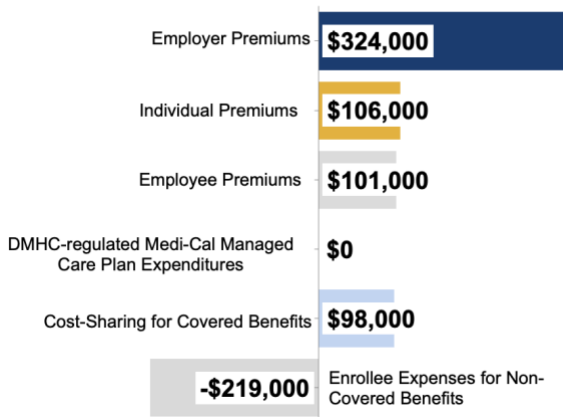 Employer Premiums $324,000
Individual Premiums $106,000
Employee Premiums $101,000
DMHC-regulated Medi-Cal Managed
Care Plan Expenditures
$0
Cost-Sharing for Covered Benefits $98,000
-$219,000
Enrollee Expenses for Non-
Covered Benefits